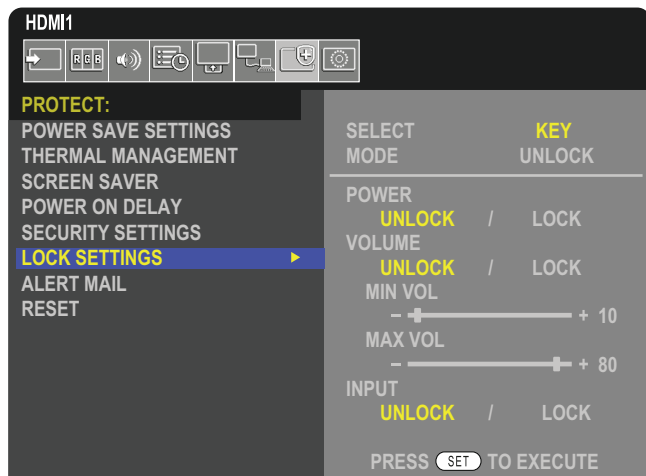 HDMI1
RGB
PROTECT:
POWER SAVE SETTINGS
THERMAL MANAGEMENT
SCREEN SAVER
POWER ON DELAY
SECURITY SETTINGS
LOCK SETTINGS
ALERT MAIL
RESET
SELECT KEY
MODE UNLOCK
POWER
UNLOCK / LOCK
VOLUME
UNLOCK / LOCK
MIN VOL
- + 10
MAX VOL
- + 80
INPUT
UNLOCK / LOCK
PRESS SET TO EXECUTE